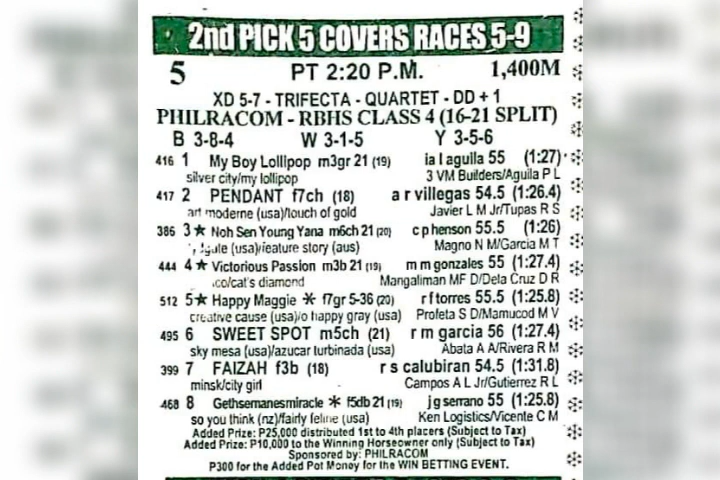 2nd PICK 5 COVERS RACES 5-9
5 PT 2:20 P.M. 1,400M
XD 5-7 - TRIFECTA - QUARTET - DD + 1
PHILRACOM - RBHS CLASS 4 (16-21 SPLIT)
B 3-8-4 W 3-1-5 Y 3-5-6
416 1 My Boy Lollipop m3gr 21 (19) ia l aguila 55 (1:27)
silver city/my lollipop 3 VM Builders/Aguila P L
417 2 PENDANT f7ch (18) a r villegas 54.5 (1:26.4)
art moderne (usa)/touch of gold Javier L M Jr/Tupas R S
386 3★ Noh Sen Young Yana m6ch 21 (20) c p henson 55.5 (1:26)
(usa)/feature story (aus) Magno N M/Garcia M T
444 4★ Victorious Passion m3b 21 (19) m m gonzales 55 (1:27.4)
/cat's diamond Mangaliman MF D/Dela Cruz D R
512 5★ Happy Maggie ✻ f7gr 5-36 (20) r f torres 55.5 (1:25.8)
creative cause (usa)/o happy gray (usa) Profeta S D/Mamucod M V
495 6 SWEET SPOT m5ch (21) r m garcia 56 (1:27.4)
sky mesa (usa)/azucar turbinada (usa) Abata A A/Rivera R M
399 7 FAIZAH f3b (18) r s calubiran 54.5 (1:31.8)
minsk/city girl Campos A L Jr/Gutierrez R L
468 8 Gethsemanesmiracle ✻ f5db 21 (19) j g serrano 55 (1:25.8)
so you think (nz)/fairly feline (usa) Ken Logistics/Vicente C M
Added Prize: P25,000 distributed 1st to 4th placers (Subject to Tax)
Added Prize: P10,000 to the Winning Horseowner only (Subject to Tax)
Sponsored by: PHILRACOM
P300 for the Added Pot Money for the WIN BETTING EVENT.